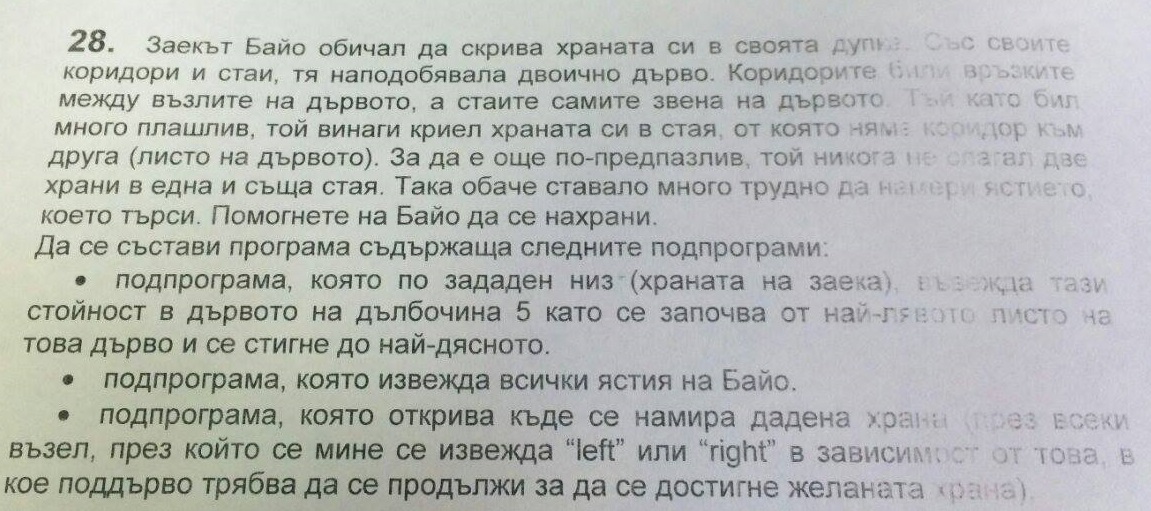 28. Заекът Байо обичал да скрива храната си в своята дупка. Със своите
коридори и стаи, тя наподобявала двоично дърво. Коридорите били връзките
между възлите на дървото, а стаите самите звена на дървото. Тъй като бил
много плашлив, той винаги криел храната си в стая, от която няма коридор към
друга (листо на дървото). За да е още по-предпазлив, той никога не слагал две
храни в една и съща стая. Така обаче ставало много трудно да намери ястието,
което търси. Помогнете на Байо да се нахрани.
Да се състави програма съдържаща следните подпрограми:
• подпрограма, която по зададен низ (храната на заека), въвежда тази
стойност в дървото на дълбочина 5 като се започва от най-лявото листо на
това дърво и се стигне до най-дясното.
• подпрограма, която извежда всички ястия на Байо.
• подпрограма, която открива къде се намира дадена храна (през всеки
възел, през който се мине се извежда “left” или “right” в зависимост от това, в
кое поддърво трябва да се продължи за да се достигне желаната храна).